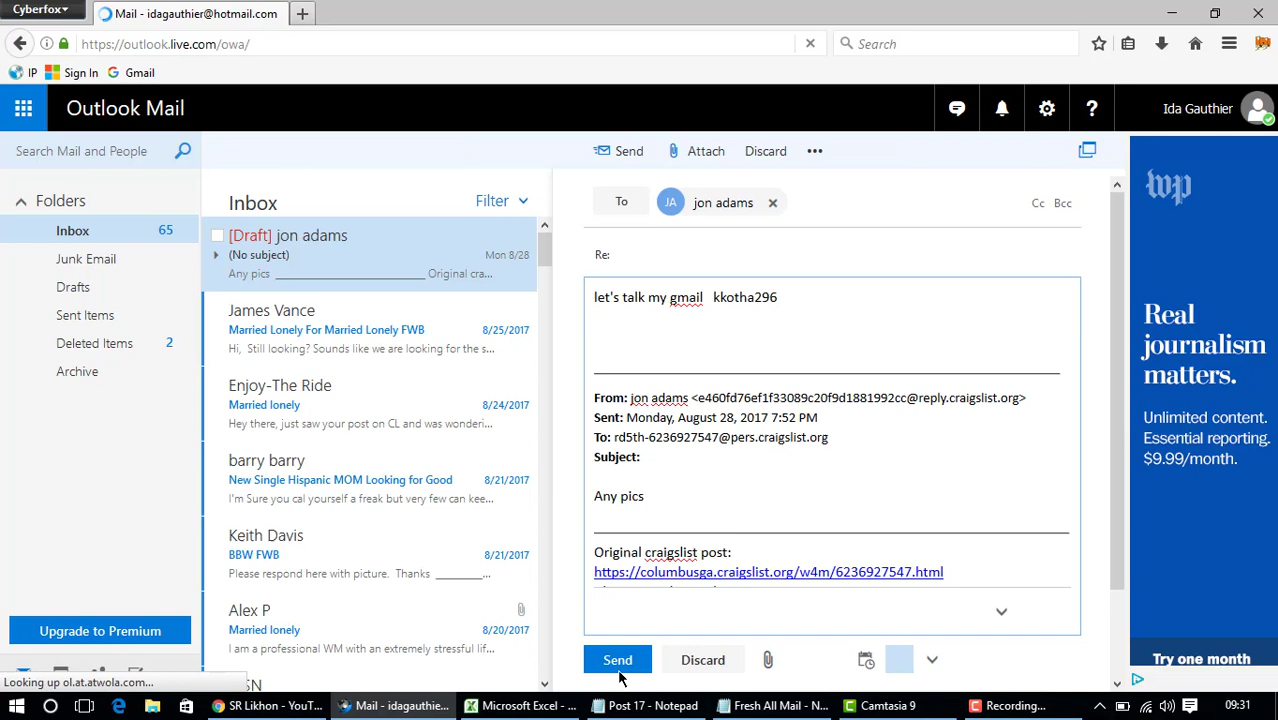 Cyberfox
Mail - idagauthier@hotmail.com
https://outlook.live.com/owa/
Search
IP Sign In G Gmail
Outlook Mail
Ida Gauthier
Search Mail and People
Send Attach Discard •••
Folders
Inbox 65
Junk Email
Drafts
Sent Items
Deleted Items 2
Archive
Upgrade to Premium
Looking up ol.at.atwola.com...
Inbox Filter
[Draft] jon adams
(No subject) Mon 8/28
Any pics ________________________ Original cra...
James Vance
Married Lonely For Married Lonely FWB 8/25/2017
Hi, Still looking? Sounds like we are looking for the s...
Enjoy-The Ride
Married lonely 8/24/2017
Hey there, just saw your post on CL and was wonderi...
barry barry
New Single Hispanic MOM Looking for Good 8/21/2017
I'm Sure you cal yourself a freak but very few can kee...
Keith Davis
BBW FWB 8/21/2017
Please respond here with picture. Thanks ________...
Alex P
Married lonely 8/20/2017
I am a professional WM with an extremely stressful lif...
To JA jon adams
Cc Bcc
Re:
let's talk my gmail kkotha296
From: jon adams <e460fd76ef1f33089c20f9d1881992cc@reply.craigslist.org>
Sent: Monday, August 28, 2017 7:52 PM
To: rd5th-6236927547@pers.craigslist.org
Subject:
Any pics
Original craigslist post:
https://columbusga.craigslist.org/w4m/6236927547.html
Send Discard
wp
Real
journalism
matters.
Unlimited content.
Essential reporting.
$9.99/month.
Try one month
SR Likhon - YouT... Mail - idagauthie... Microsoft Excel - ... Post 17 - Notepad Fresh All Mail - N... Camtasia 9 Recording... 09:31